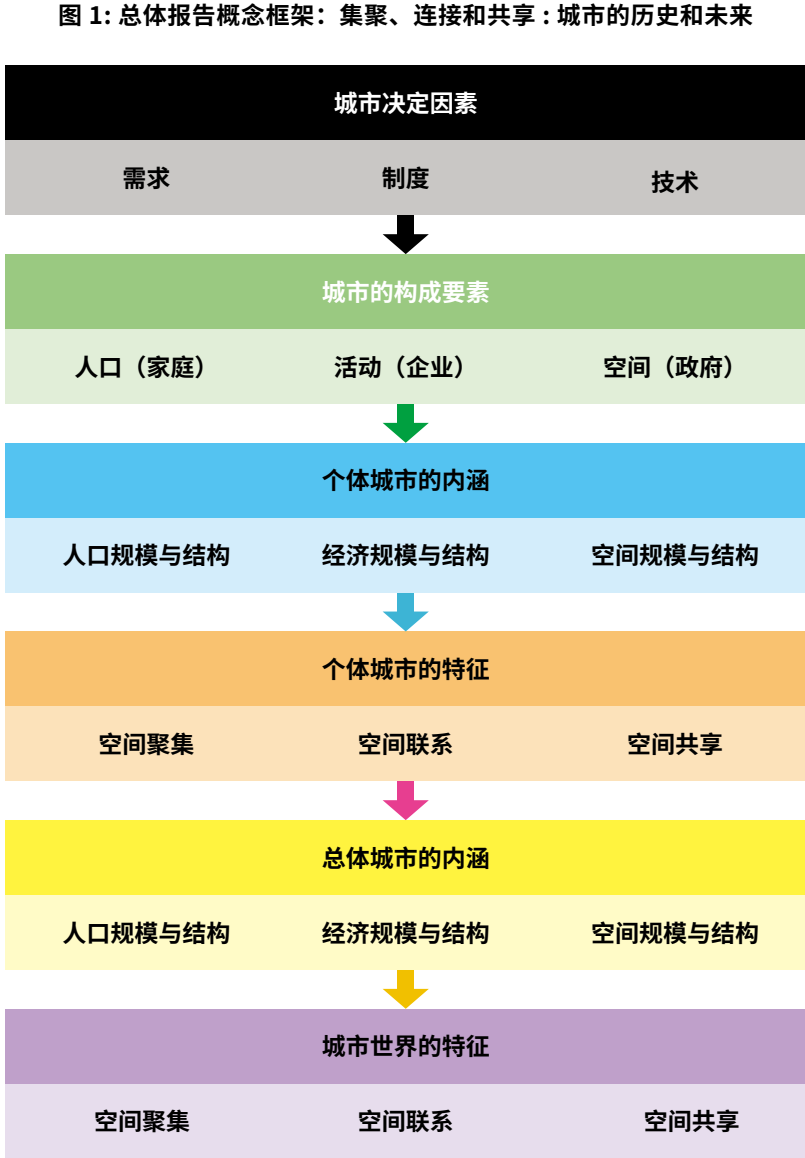 图 1: 总体报告概念框架：集聚、连接和共享 : 城市的历史和未来
城市决定因素
需求 制度 技术
城市的构成要素
人口（家庭） 活动（企业） 空间（政府）
个体城市的内涵
人口规模与结构 经济规模与结构 空间规模与结构
个体城市的特征
空间聚集 空间联系 空间共享
总体城市的内涵
人口规模与结构 经济规模与结构 空间规模与结构
城市世界的特征
空间聚集 空间联系 空间共享